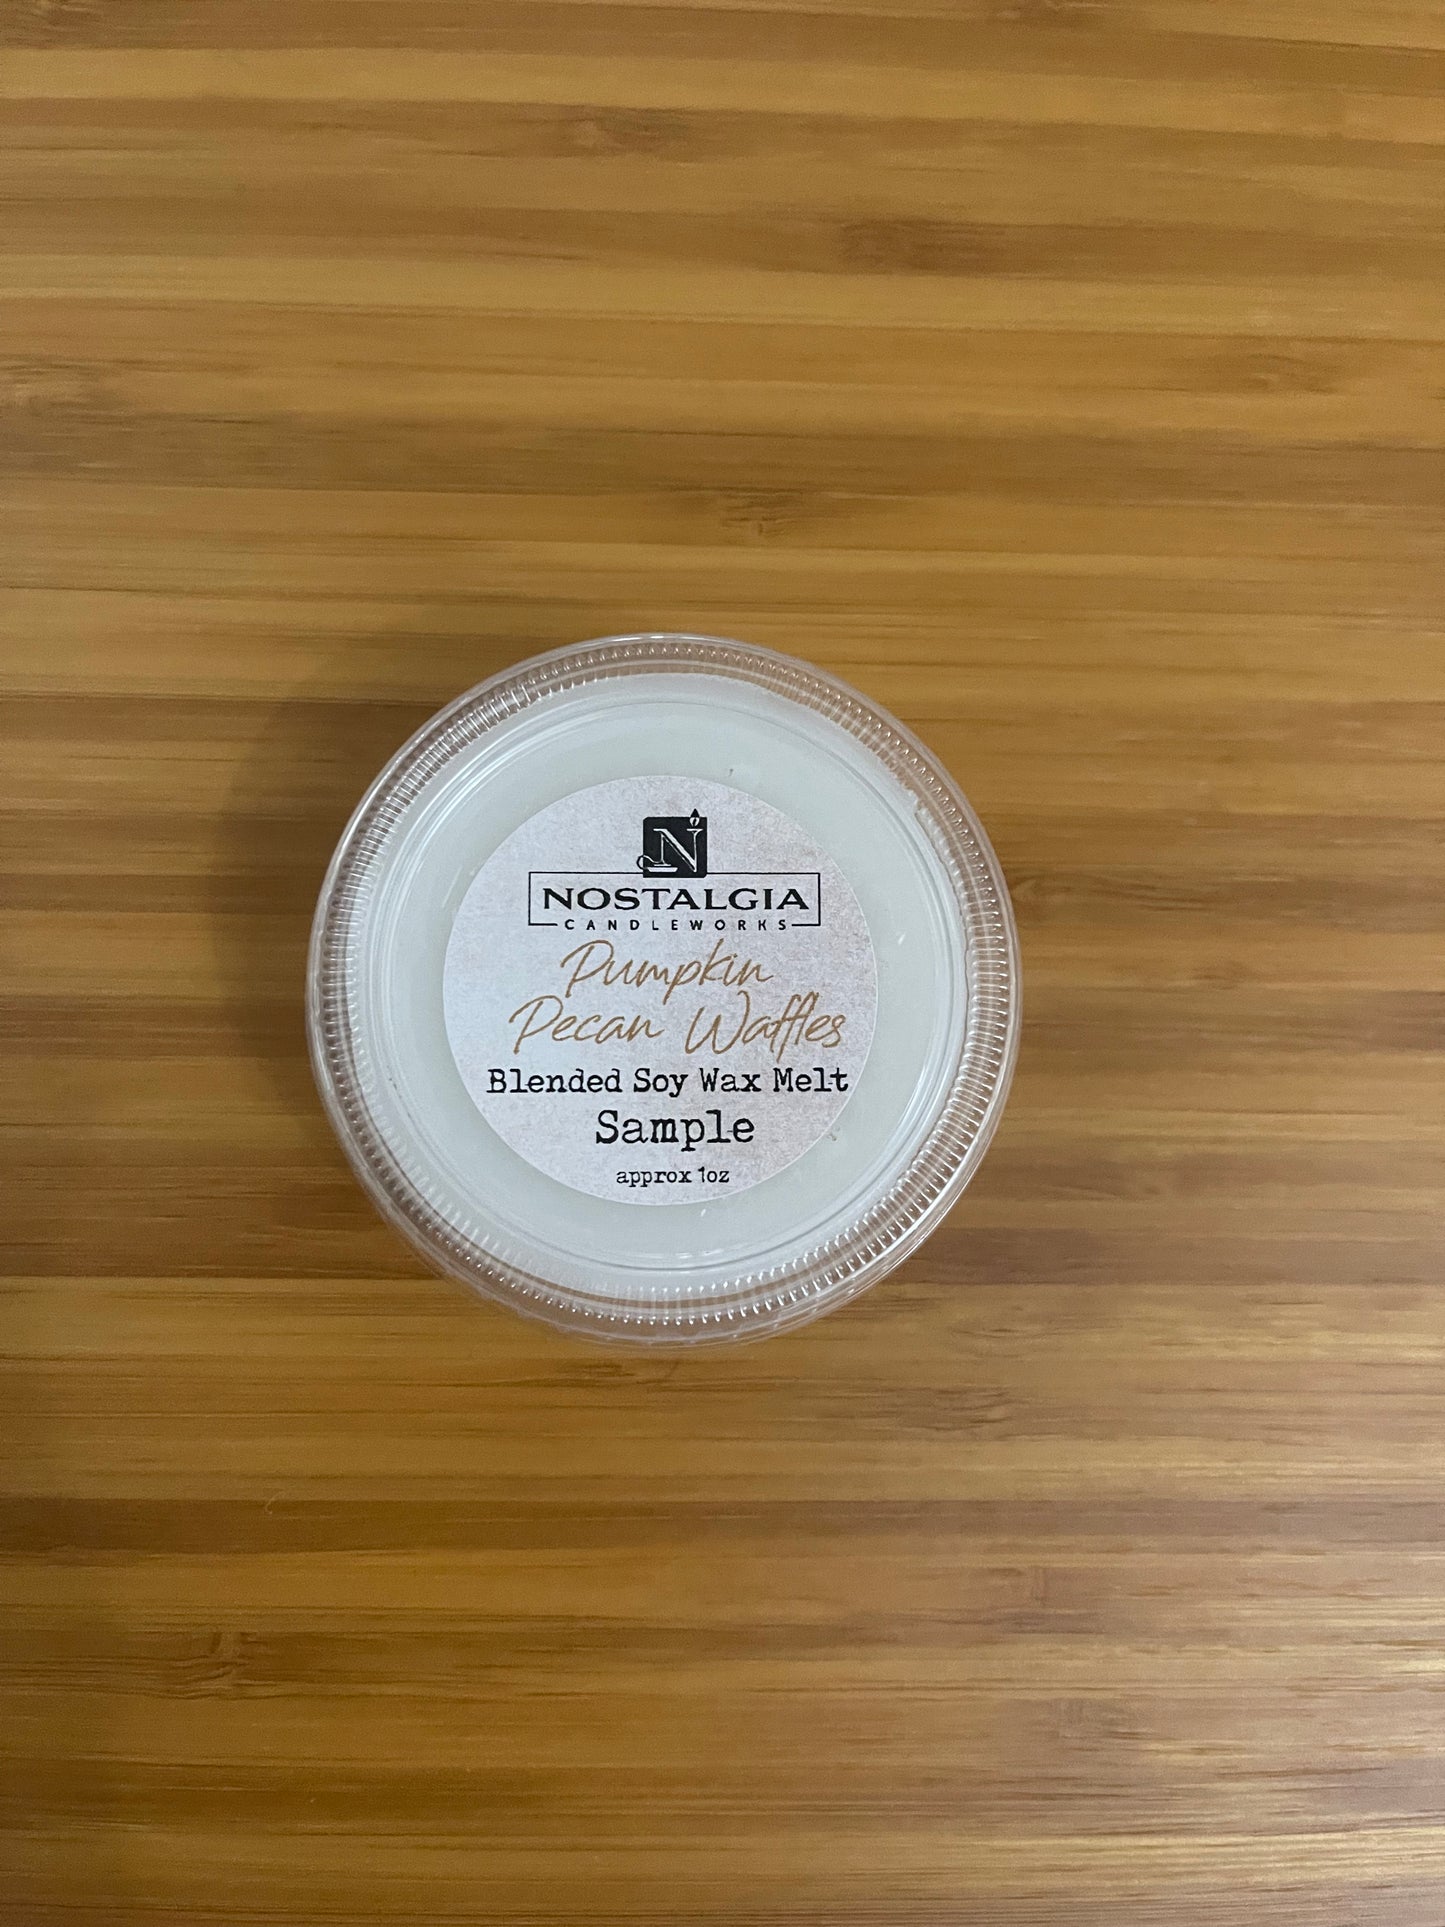 N
NOSTALGIA
CANDLEWORKS
Pumpkin
Pecan Waffles
Blended Soy Wax Melt
Sample
approx 1oz